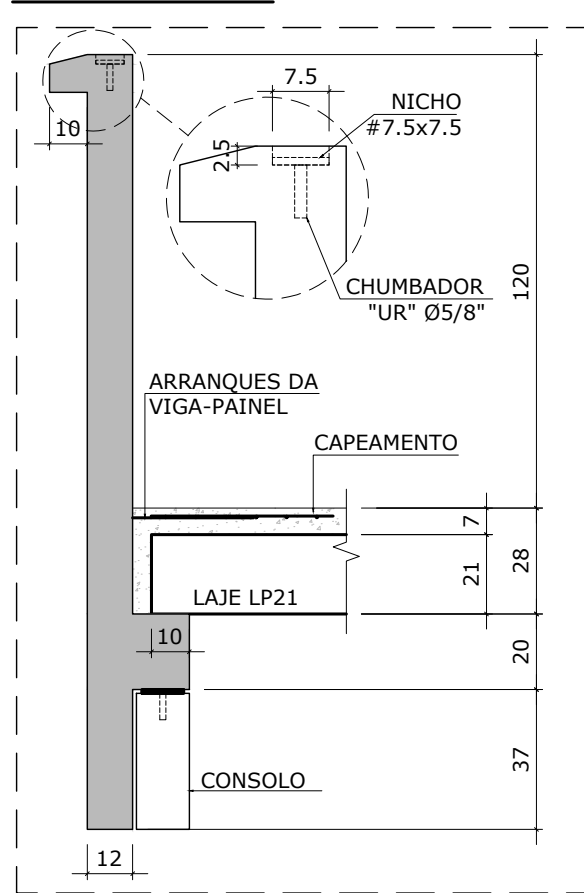 7.5
NICHO
#7.5x7.5
10
2.5
CHUMBADOR
"UR" Ø5/8"
120
ARRANQUES DA
VIGA-PAINEL
CAPEAMENTO
7
28
21
LAJE LP21
10
20
37
CONSOLO
12